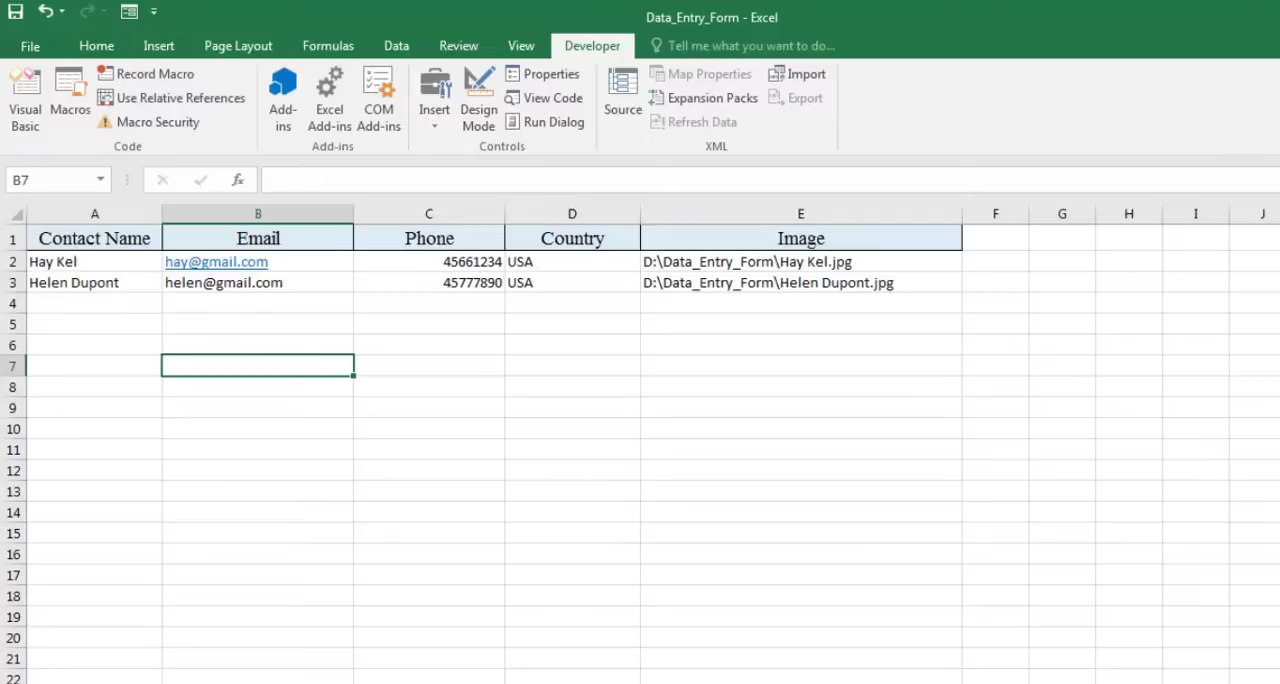 Data_Entry_Form - Excel
File Home Insert Page Layout Formulas Data Review View Developer Tell me what you want to do...
Visual Basic
Macros
Record Macro
Use Relative References
Macro Security
Code
Add-ins
Excel Add-ins
COM Add-ins
Add-ins
Insert
Design Mode
Properties
View Code
Run Dialog
Controls
Source
Map Properties
Expansion Packs
Refresh Data
Import
Export
XML
B7 fx
A B C D E F G H I J
1 Contact Name Email Phone Country Image
2 Hay Kel hay@gmail.com 45661234 USA D:\Data_Entry_Form\Hay Kel.jpg
3 Helen Dupont helen@gmail.com 45777890 USA D:\Data_Entry_Form\Helen Dupont.jpg
4
5
6
7
8
9
10
11
12
13
14
15
16
17
18
19
20
21
22